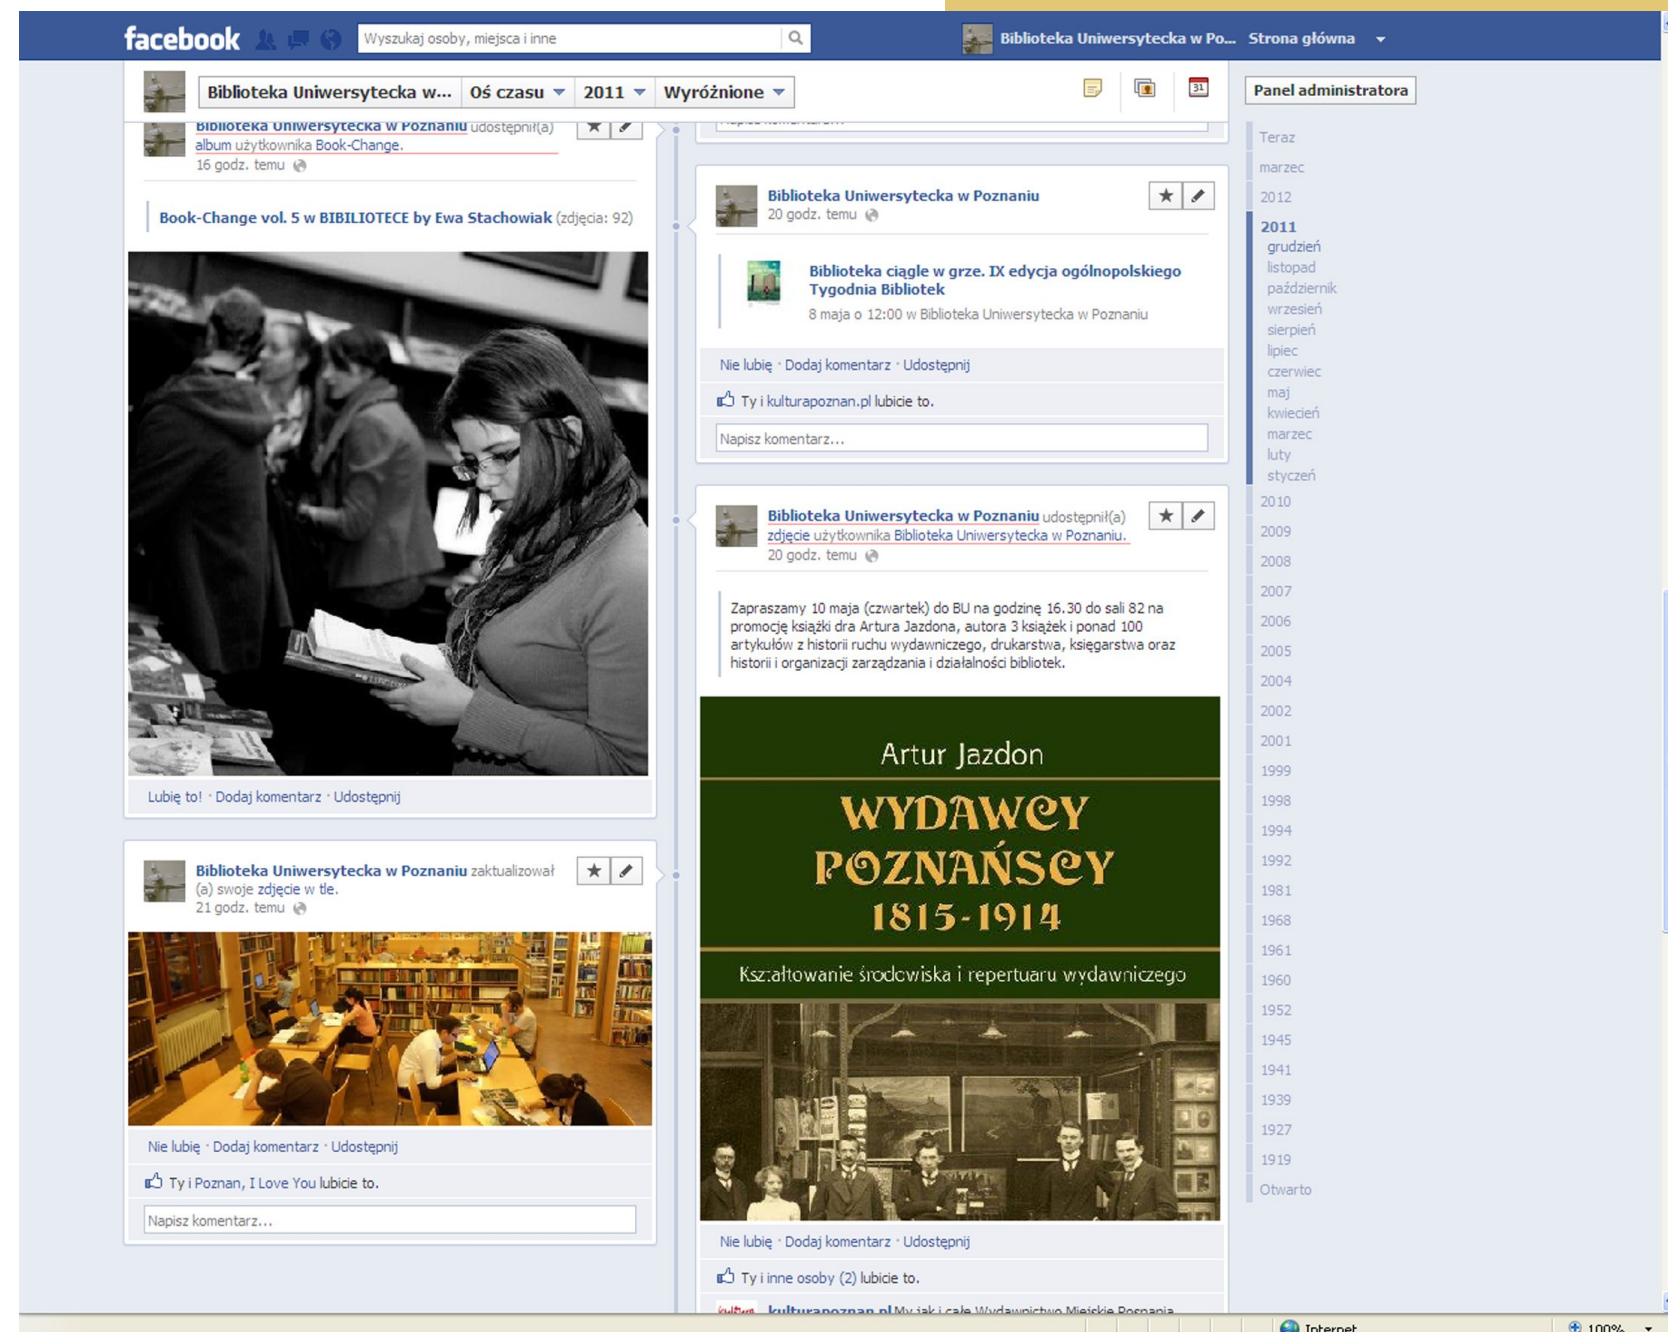 facebook
Wyszukaj osoby, miejsca i inne
Biblioteka Uniwersytecka w Po... Strona główna
Biblioteka Uniwersytecka w... Oś czasu 2011 Wyróżnione
31
Panel administratora
Biblioteka Uniwersytecka w Poznaniu udostępnił(a)
album użytkownika Book-Change.
16 godz. temu
Book-Change vol. 5 w BIBILIOTECE by Ewa Stachowiak (zdjęcia: 92)
Lubię to! · Dodaj komentarz · Udostępnij
Biblioteka Uniwersytecka w Poznaniu zaktualizował
(a) swoje zdjęcie w tle.
21 godz. temu
Nie lubię · Dodaj komentarz · Udostępnij
Ty i Poznan, I Love You lubicie to.
Napisz komentarz...
Napisz komentarz...
Biblioteka Uniwersytecka w Poznaniu
20 godz. temu
Biblioteka ciągle w grze. IX edycja ogólnopolskiego
Tygodnia Bibliotek
8 maja o 12:00 w Biblioteka Uniwersytecka w Poznaniu
Nie lubię · Dodaj komentarz · Udostępnij
Ty i kulturapoznan.pl lubicie to.
Napisz komentarz...
Biblioteka Uniwersytecka w Poznaniu udostępnił(a)
zdjęcie użytkownika Biblioteka Uniwersytecka w Poznaniu.
20 godz. temu
Zapraszamy 10 maja (czwartek) do BU na godzinę 16.30 do sali 82 na
promocję książki dra Artura Jazdona, autora 3 książek i ponad 100
artykułów z historii ruchu wydawniczego, drukarstwa, księgarstwa oraz
historii i organizacji zarządzania i działalności bibliotek.
Artur Jazdon
WYDAWCY
POZNAŃSCY
1815-1914
Kształtowanie środowiska i repertuaru wydawniczego
Nie lubię · Dodaj komentarz · Udostępnij
Ty i inne osoby (2) lubicie to.
kulturapoznan.pl My jak i całe Wydawnictwo Miejskie Posnania
Teraz
marzec
2012
2011
grudzień
listopad
październik
wrzesień
sierpień
lipiec
czerwiec
maj
kwiecień
marzec
luty
styczeń
2010
2009
2008
2007
2006
2005
2004
2002
2001
1999
1998
1994
1992
1981
1968
1961
1960
1952
1945
1941
1939
1927
1919
Otwarto
Internet
100%